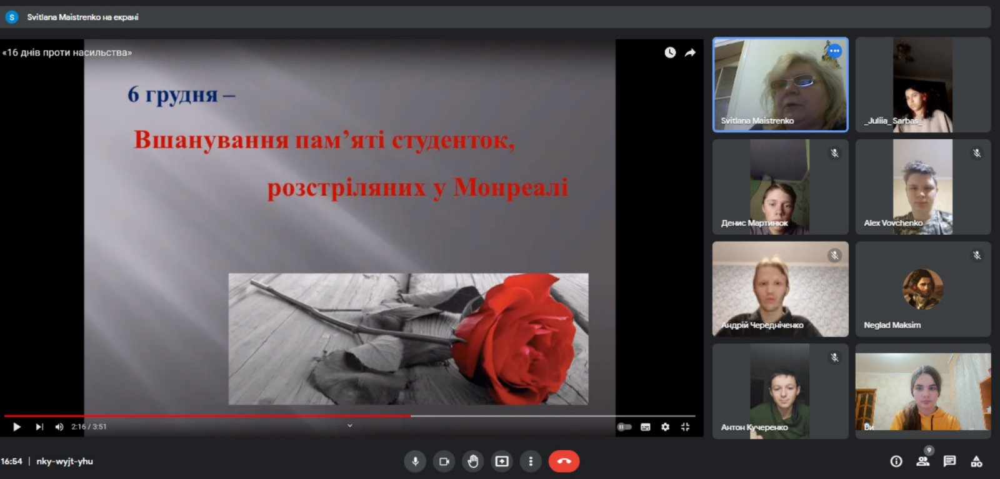 S
Svitlana Maistrenko на екрані
«16 днів проти насильства»
6 грудня –
Вшанування пам’яті студенток,
розстріляних у Монреалі
2:16 / 3:51
Svitlana Maistrenko
_Juliia_ Sarbas_
Денис Мартинюк
Alex Vovchenko
Андрій Чередніченко
Neglad Maksim
Антон Кучеренко
Ви
16:54 | nky-wyjt-yhu
9